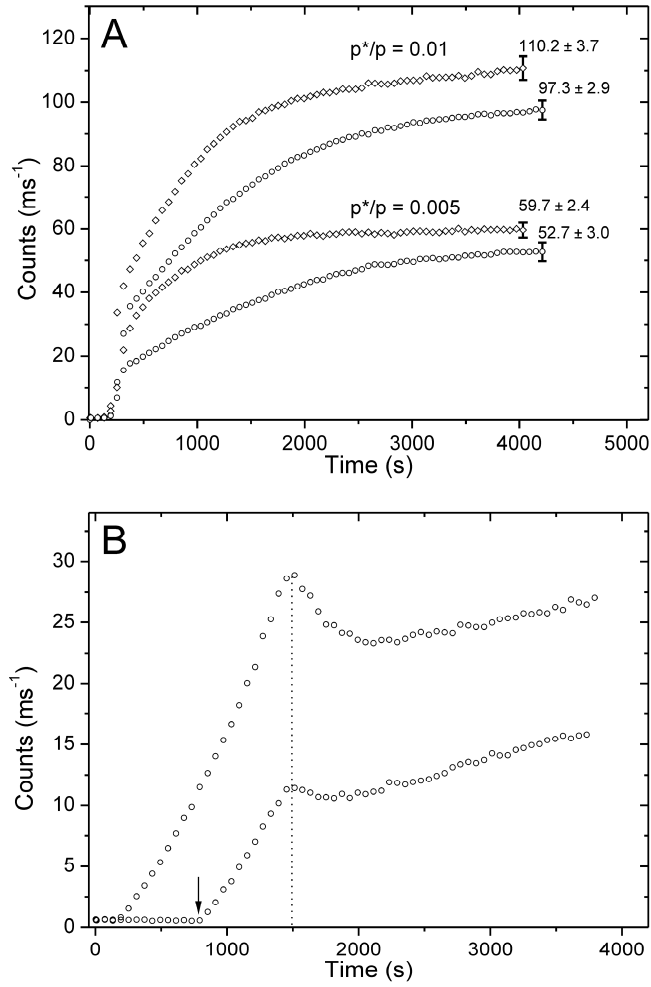 A
p*/p = 0.01
110.2 ± 3.7
97.3 ± 2.9
p*/p = 0.005
59.7 ± 2.4
52.7 ± 3.0
Counts (ms⁻¹)
120
100
80
60
40
20
0
0 1000 2000 3000 4000 5000
Time (s)
B
Counts (ms⁻¹)
30
25
20
15
10
5
0
0 1000 2000 3000 4000
Time (s)